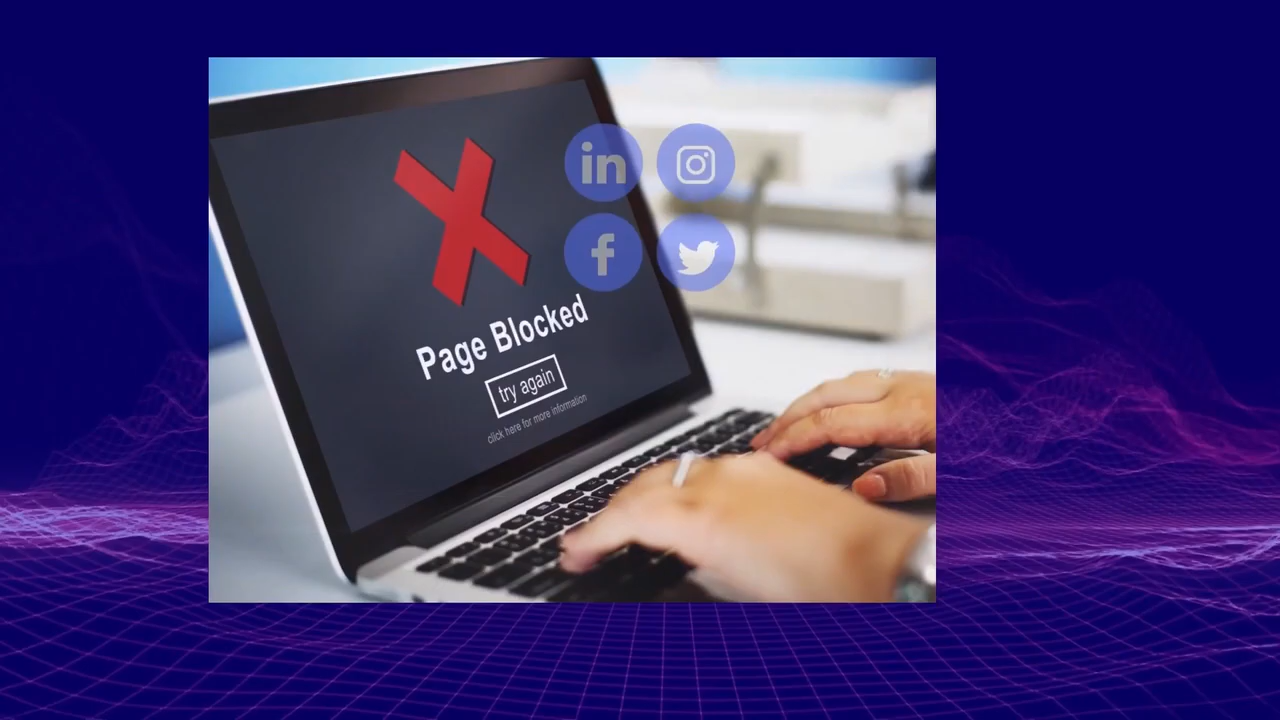 in
f
Page Blocked
try again
click here for more information